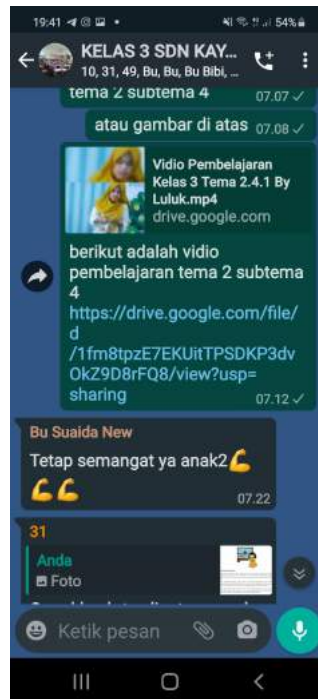 19:41
54%
KELAS 3 SDN KAY...
10, 31, 49, Bu, Bu, Bu Bibi, ...
tema 2 subtema 4
07.07
atau gambar di atas 07.08
Vidio Pembelajaran
Kelas 3 Tema 2.4.1 By
Luluk.mp4
drive.google.com
berikut adalah vidio
pembelajaran tema 2 subtema
4
https://drive.google.com/file/
d
/1fm8tpzE7EKUitTPSDKP3dv
OkZ9D8rFQ8/view?usp=
sharing
07.12
Bu Suaida New
Tetap semangat ya anak2
07.22
31
Anda
Foto
Ketik pesan